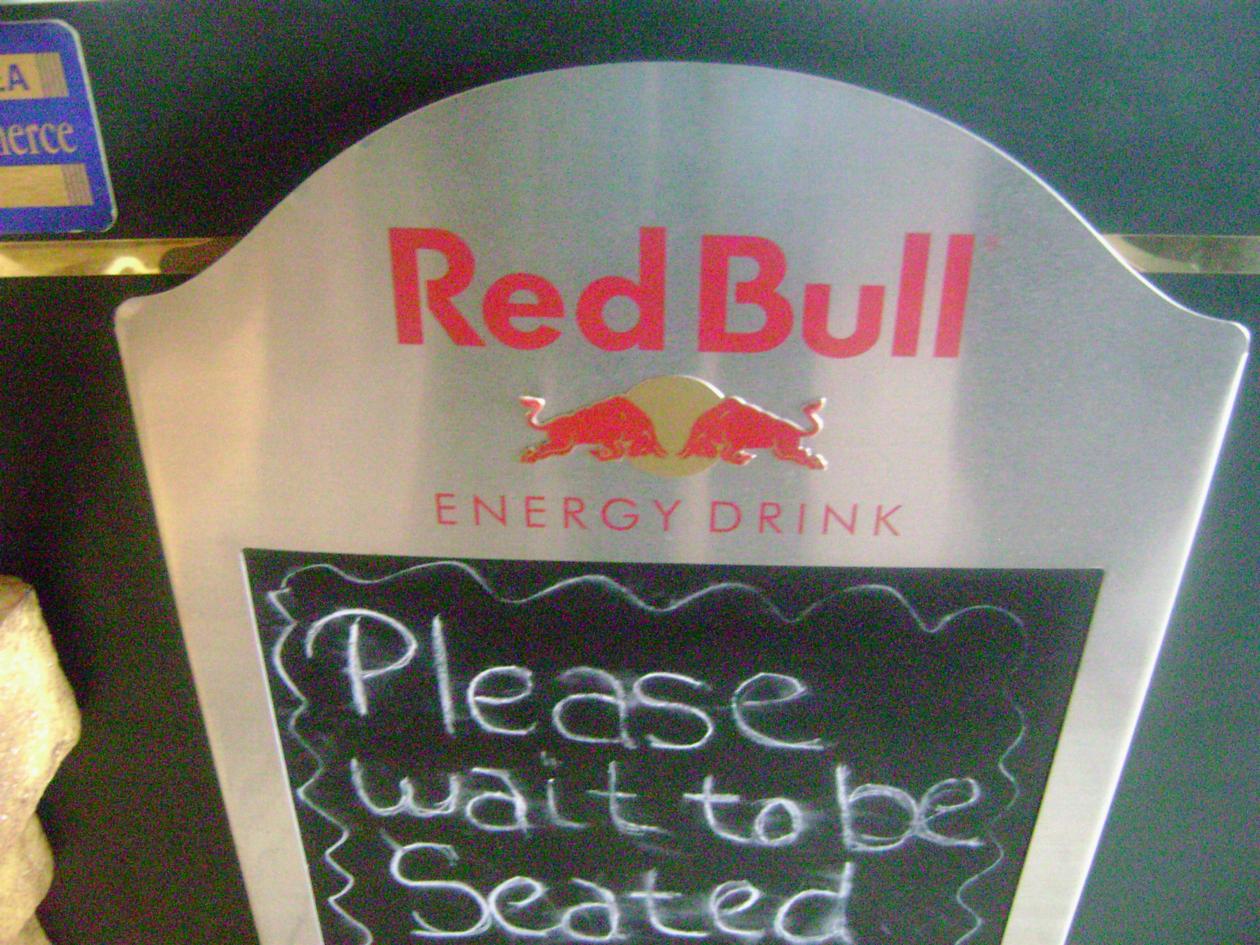 Red Bull
ENERGY DRINK
Please
wait to be
Seated